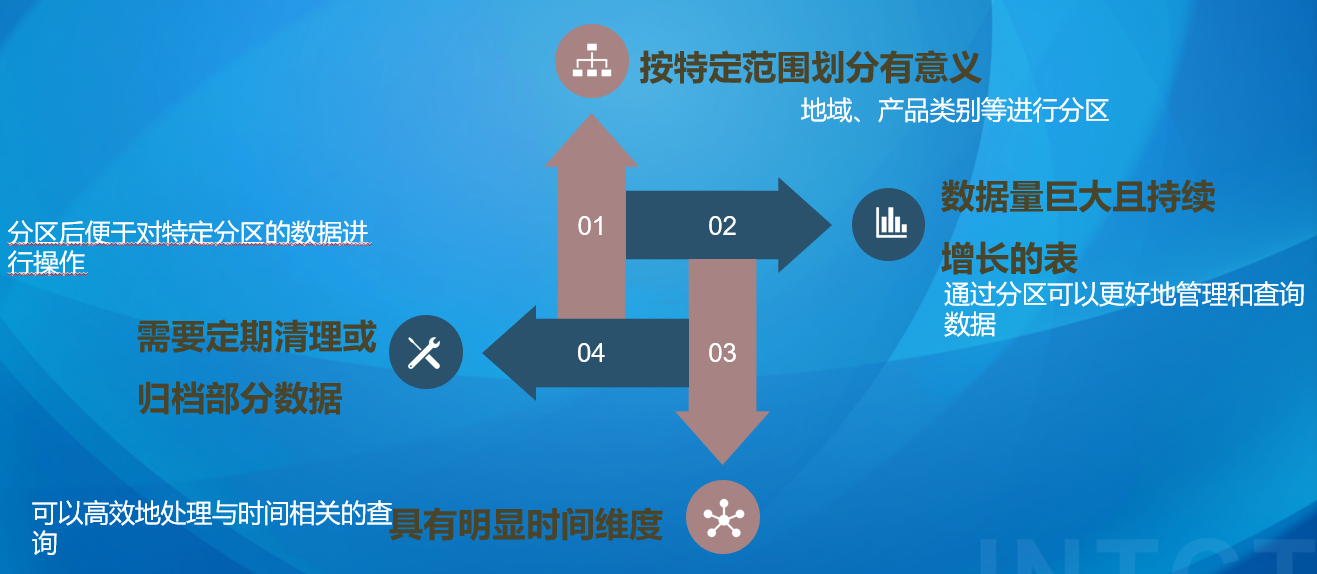 按特定范围划分有意义
地域、产品类别等进行分区
01
02
数据量巨大且持续
增长的表
通过分区可以更好地管理和查询
数据
分区后便于对特定分区的数据进
行操作
需要定期清理或
归档部分数据
04
03
可以高效地处理与时间相关的查
询
具有明显时间维度